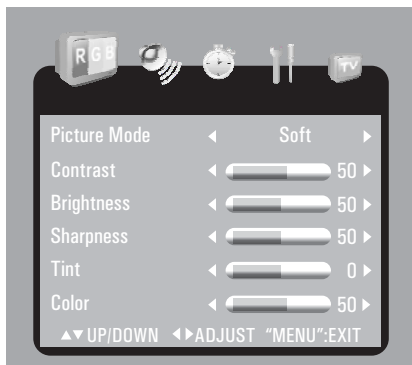 RGB TV
Picture Mode ◀ Soft ▶
Contrast ◀ 50 ▶
Brightness ◀ 50 ▶
Sharpness ◀ 50 ▶
Tint ◀ 0 ▶
Color ◀ 50 ▶
▲▼UP/DOWN ◀▶ADJUST “MENU”:EXIT